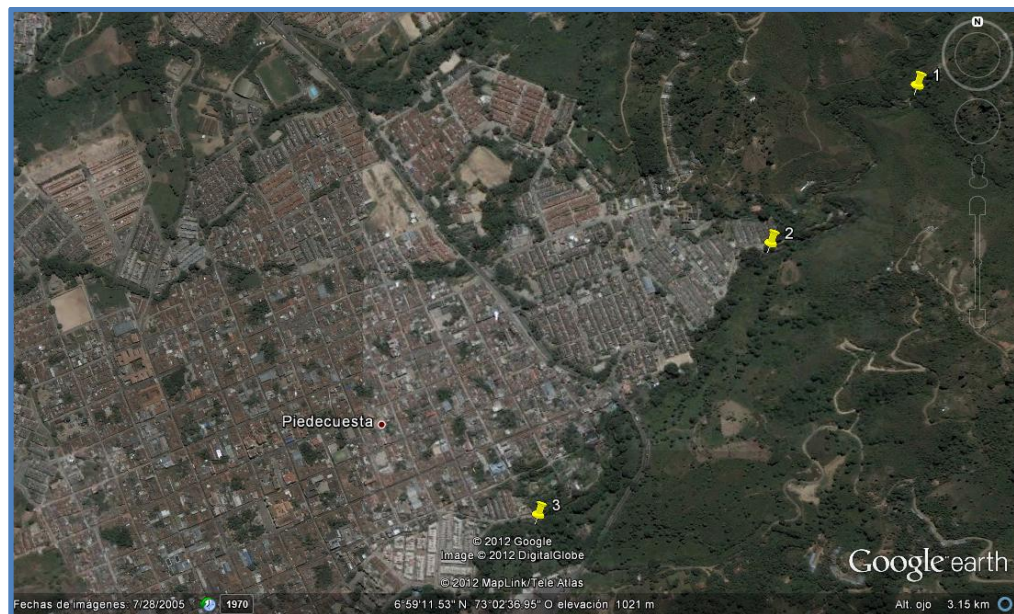 N
1
2
Piedecuesta
3
© 2012 Google
Image © 2012 DigitalGlobe
© 2012 MapLink/Tele Atlas
Google earth
Fechas de imágenes: 7/28/2005 1970 6°59'11.53" N 73°02'36.95" O elevación 1021 m Alt. ojo 3.15 km